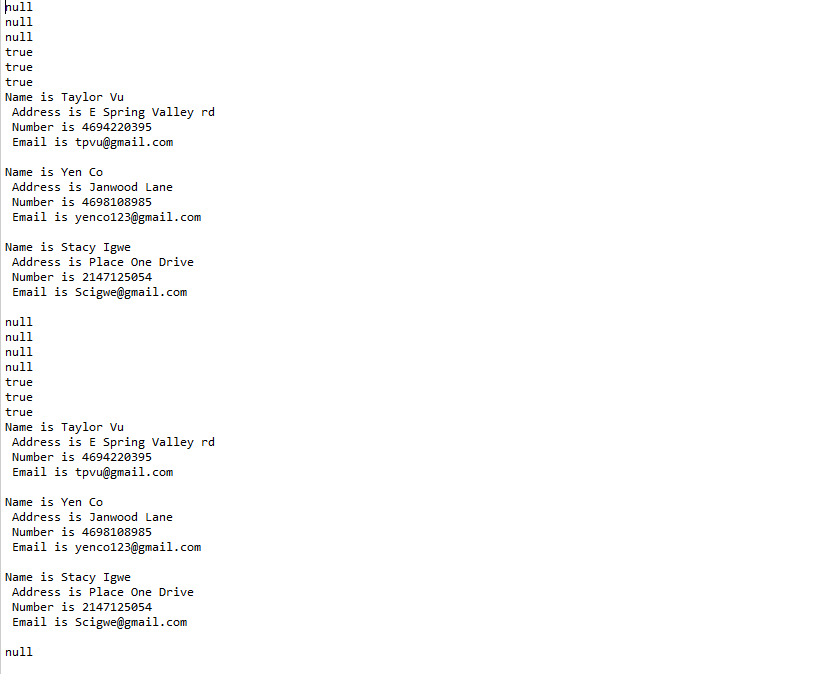 null
null
null
true
true
true
Name is Taylor Vu
Address is E Spring Valley rd
Number is 4694220395
Email is tpvu@gmail.com
Name is Yen Co
Address is Janwood Lane
Number is 4698108985
Email is yenco123@gmail.com
Name is Stacy Igwe
Address is Place One Drive
Number is 2147125054
Email is Scigwe@gmail.com
null
null
null
null
true
true
true
Name is Taylor Vu
Address is E Spring Valley rd
Number is 4694220395
Email is tpvu@gmail.com
Name is Yen Co
Address is Janwood Lane
Number is 4698108985
Email is yenco123@gmail.com
Name is Stacy Igwe
Address is Place One Drive
Number is 2147125054
Email is Scigwe@gmail.com
null